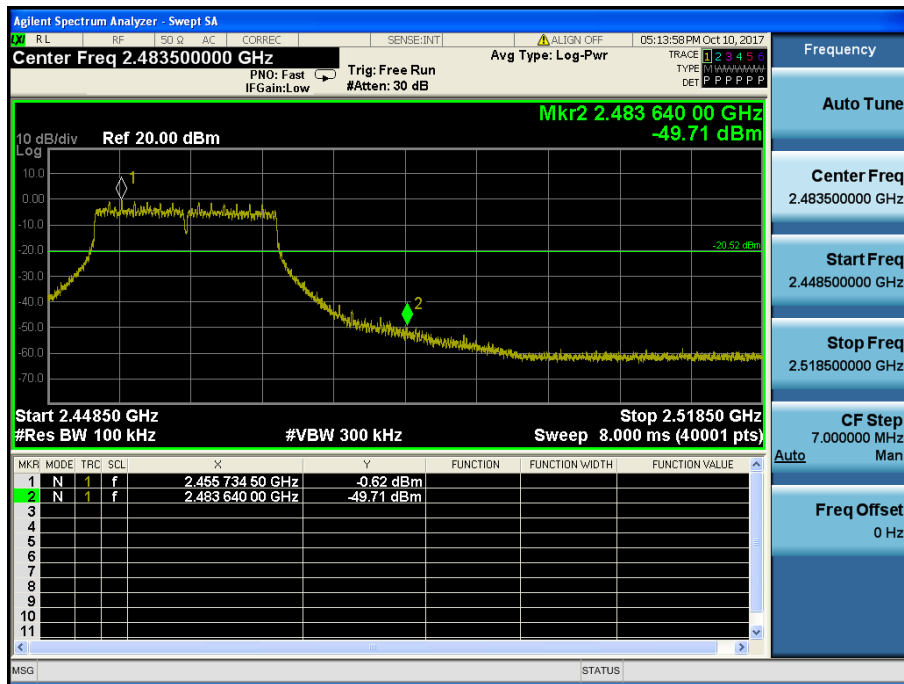 Agilent Spectrum Analyzer - Swept SA
LXI RL RF 50 Ω AC CORREC SENSE:INT ALIGN OFF 05:13:58 PM Oct 10, 2017
Center Freq 2.483500000 GHz
PNO: Fast
IFGain:Low
Trig: Free Run
#Atten: 30 dB
Avg Type: Log-Pwr
TRACE 1 2 3 4 5 6
TYPE M W W W W W
DET P P P P P P
Mkr2 2.483 640 00 GHz
-49.71 dBm
10 dB/div Ref 20.00 dBm
Log
10.0
0.00
-10.0
-20.0
-30.0
-40.0
-50.0
-60.0
-70.0
1
2
-20.52 dBm
Start 2.44850 GHz Stop 2.51850 GHz
#Res BW 100 kHz #VBW 300 kHz Sweep 8.000 ms (40001 pts)
MKR MODE TRC SCL X Y FUNCTION FUNCTION WIDTH FUNCTION VALUE
1 N 1 f 2.455 734 50 GHz -0.62 dBm
2 N 1 f 2.483 640 00 GHz -49.71 dBm
3
4
5
6
7
8
9
10
11
MSG STATUS
Frequency
Auto Tune
Center Freq
2.483500000 GHz
Start Freq
2.448500000 GHz
Stop Freq
2.518500000 GHz
CF Step
7.000000 MHz
Auto Man
Freq Offset
0 Hz